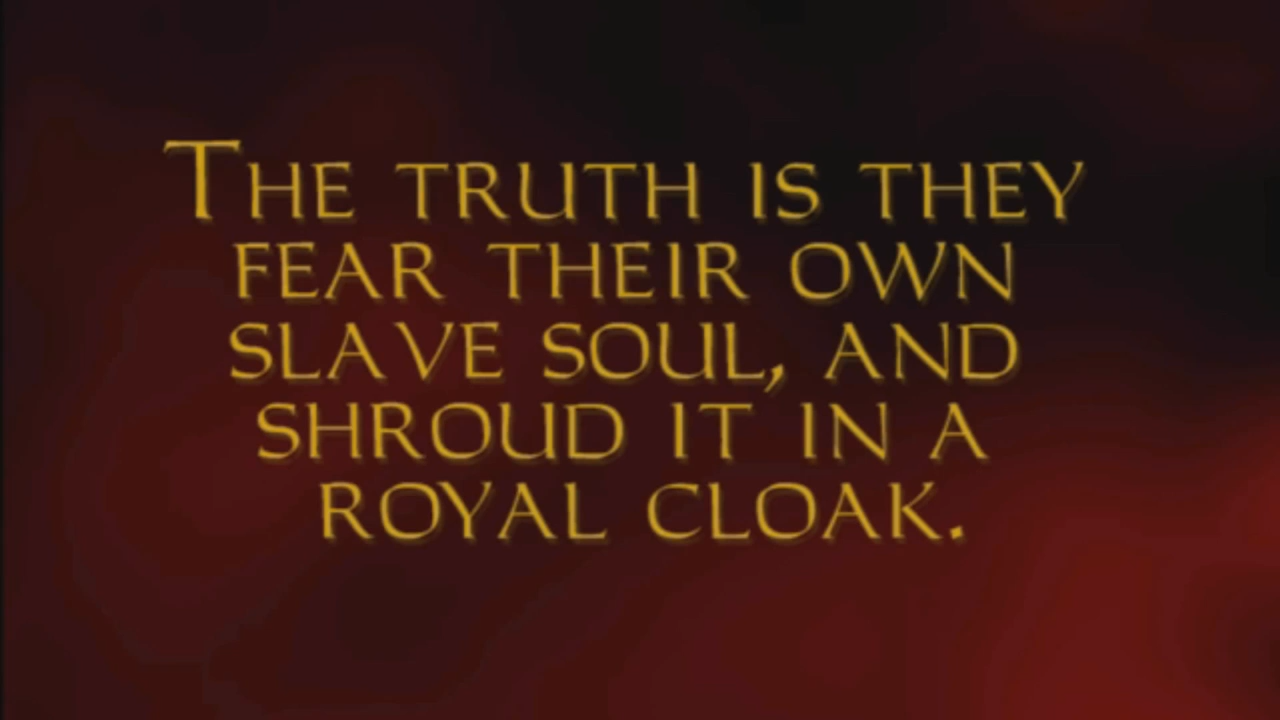 The truth is they
fear their own
slave soul, and
shroud it in a
royal cloak.